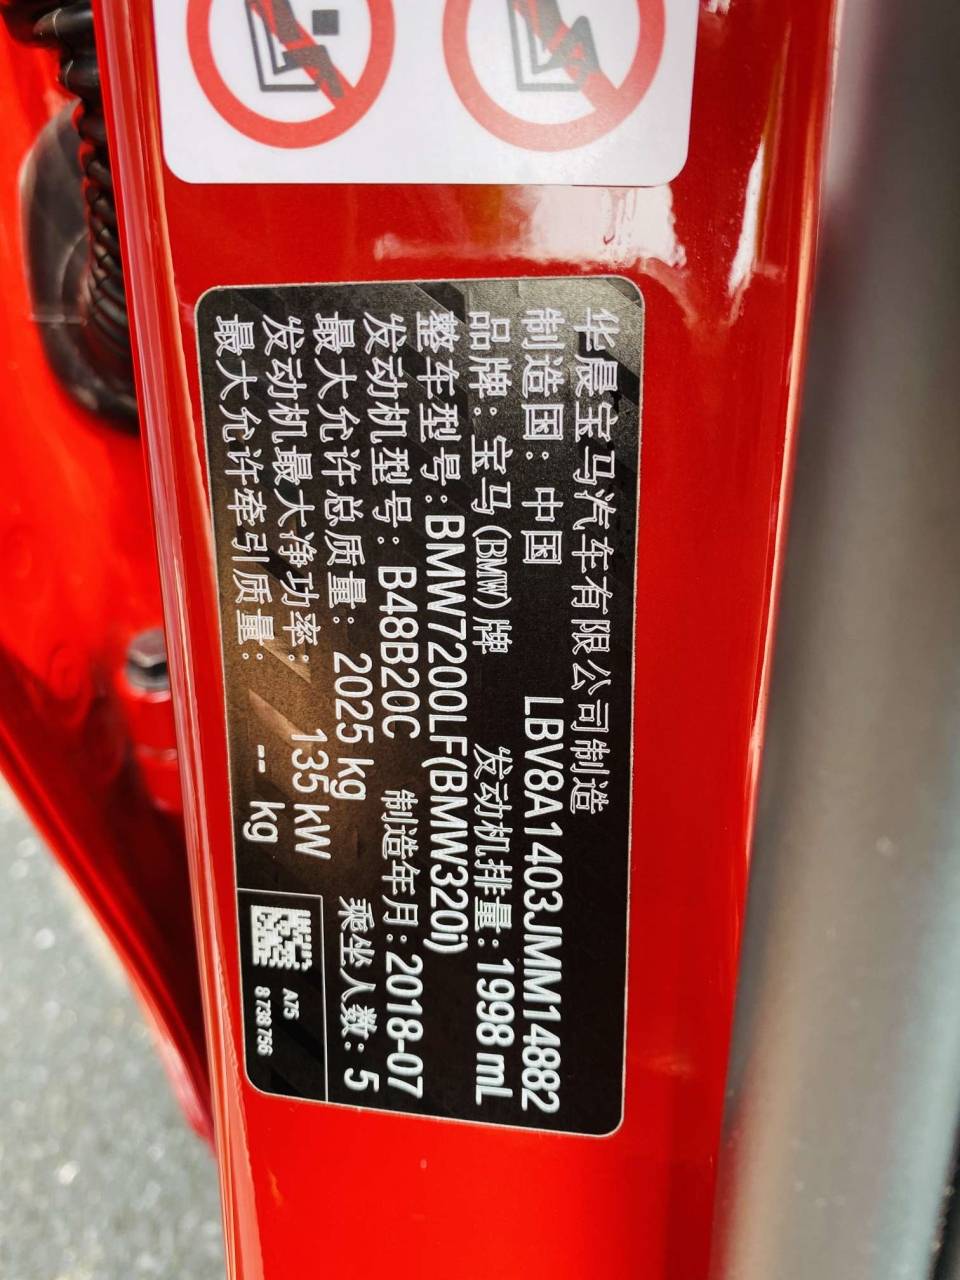 华晨宝马汽车有限公司制造
制造国: 中国 LBV8A1403JMM14882
品牌: 宝马(BMW)牌 发动机排量: 1998 mL
整车型号: BMW7200LF(BMW320i)
发动机型号: B48B20C 制造年月: 2018-07
最大允许总质量: 2025 kg 乘坐人数: 5
发动机最大净功率: 135 kW
最大允许牵引质量: -- kg
A75
8 738 756